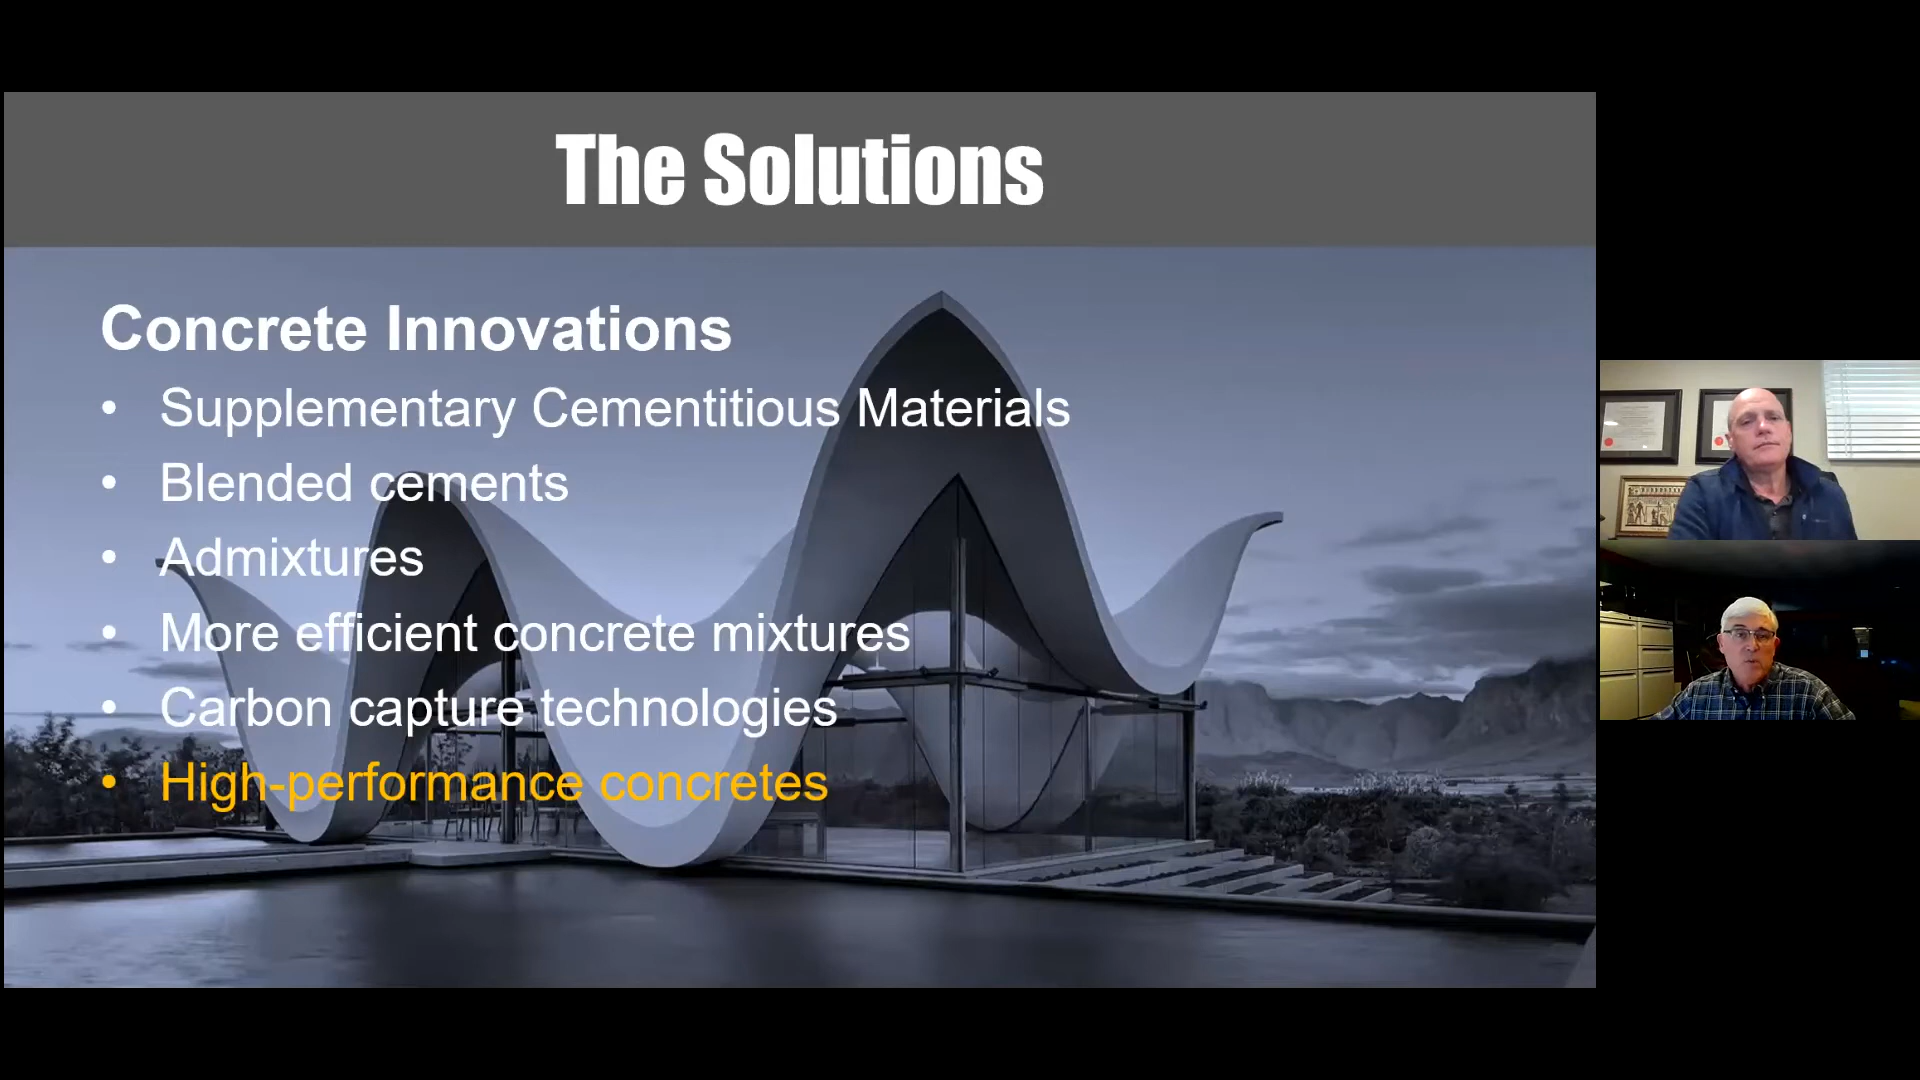 The Solutions
Concrete Innovations
• Supplementary Cementitious Materials
• Blended cements
• Admixtures
• More efficient concrete mixtures
• Carbon capture technologies
• High-performance concretes